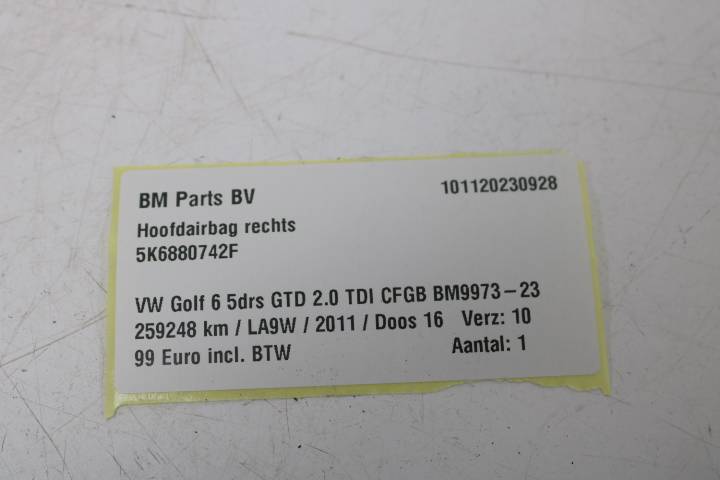 BM Parts BV 101120230928
Hoofdairbag rechts
5K6880742F
VW Golf 6 5drs GTD 2.0 TDI CFGB BM9973-23
259248 km / LA9W / 2011 / Doos 16 Verz: 10
99 Euro incl. BTW Aantal: 1